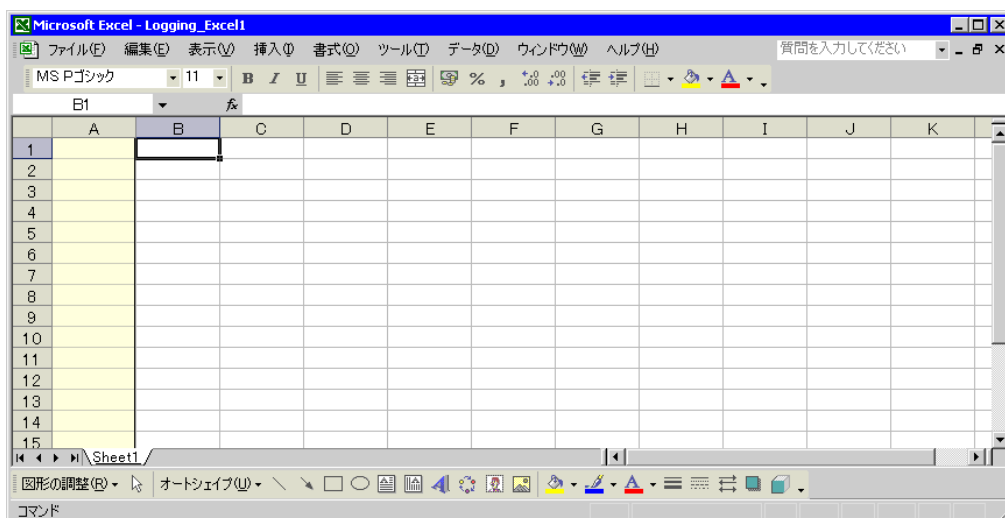 Microsoft Excel - Logging_Excel1
ファイル(F) 編集(E) 表示(V) 挿入(I) 書式(O) ツール(T) データ(D) ウィンドウ(W) ヘルプ(H) 質問を入力してください
MS Pゴシック 11 B I U % ,
B1 fx
A B C D E F G H I J K
1
2
3
4
5
6
7
8
9
10
11
12
13
14
15
Sheet1
図形の調整(R) オートシェイプ(U) A A
コマンド